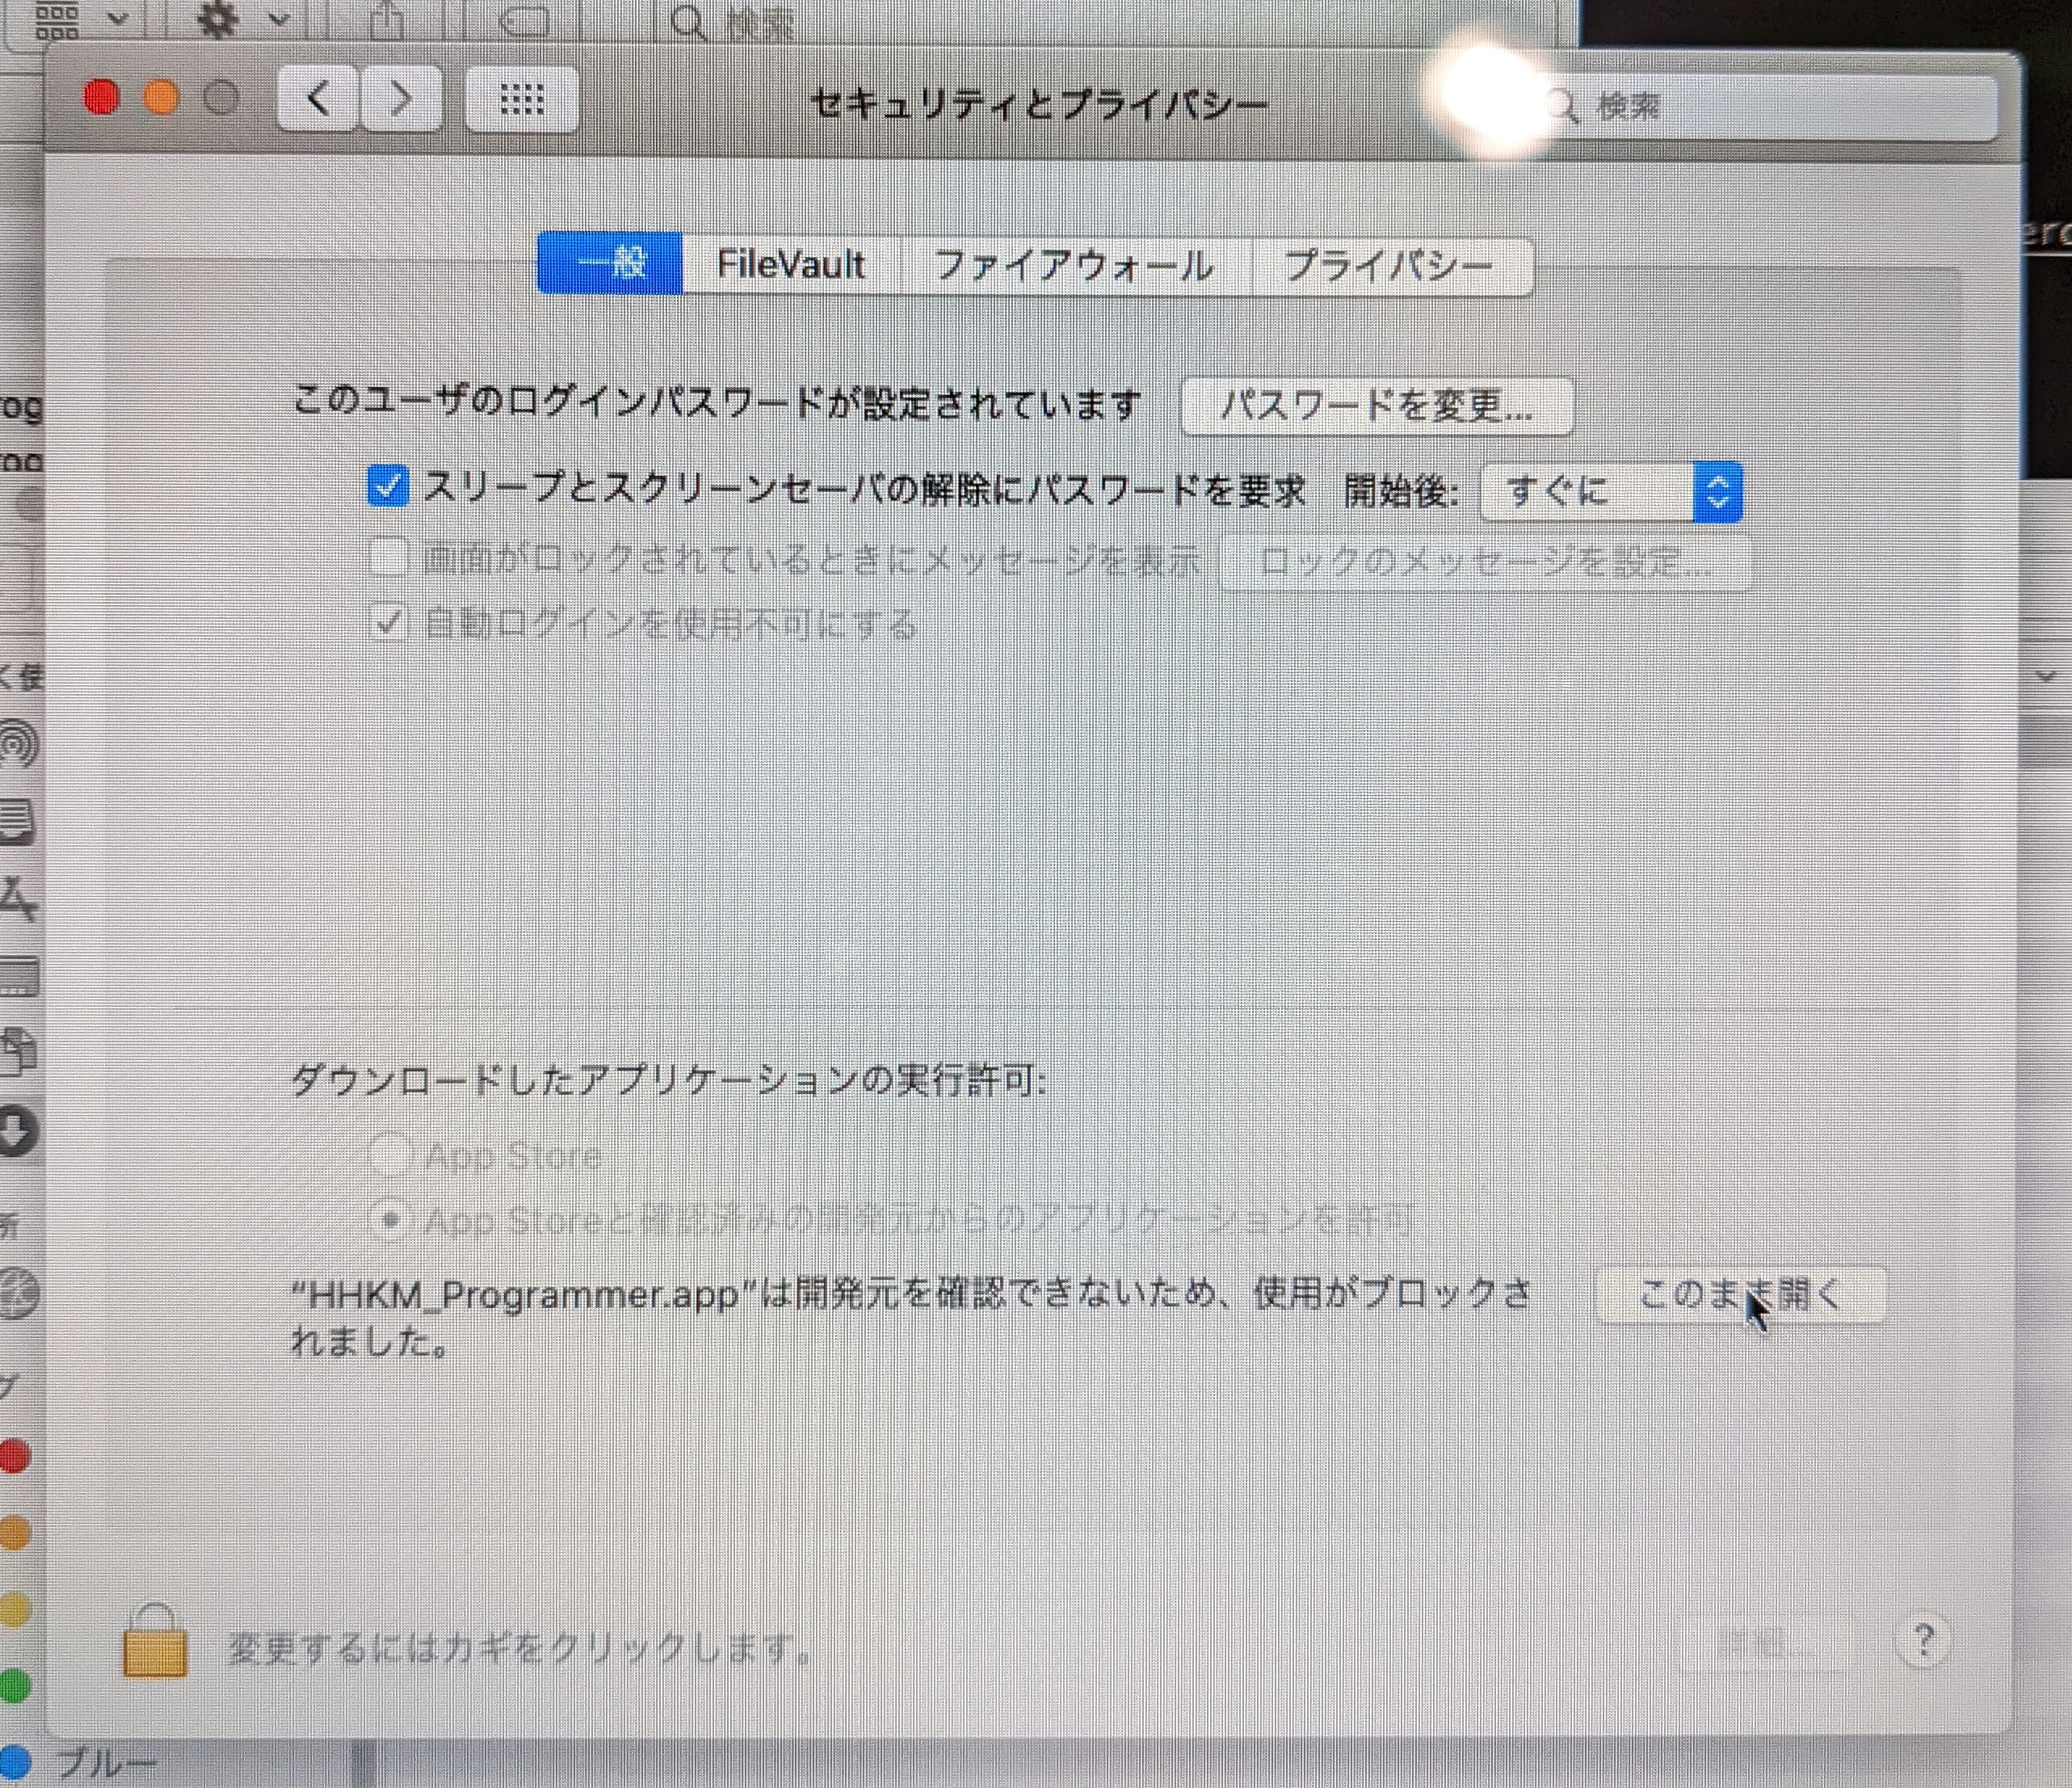 検索
セキュリティとプライバシー
検索
一般 FileVault ファイアウォール プライバシー
このユーザのログインパスワードが設定されています パスワードを変更...
スリープとスクリーンセーバの解除にパスワードを要求 開始後: すぐに
画面がロックされているときにメッセージを表示 ロックのメッセージを設定...
自動ログインを使用不可にする
く使
ダウンロードしたアプリケーションの実行許可:
App Store
App Storeと確認済みの開発元からのアプリケーションを許可
所
"HHKM_Programmer.app"は開発元を確認できないため、使用がブロックさ
れました。
このまま開く
変更するにはカギをクリックします。
詳細...
?
ブルー